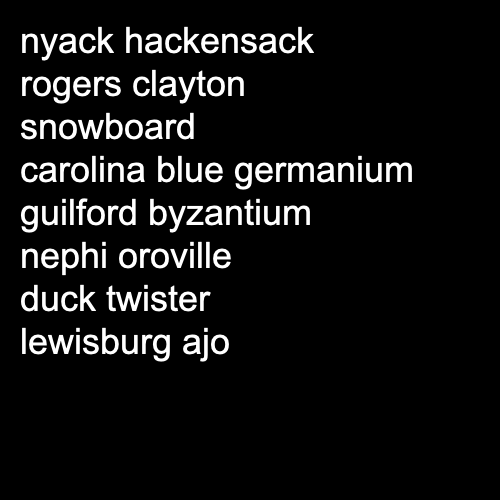 nyack hackensack
rogers clayton
snowboard
carolina blue germanium
guilford byzantium
nephi oroville
duck twister
lewisburg ajo